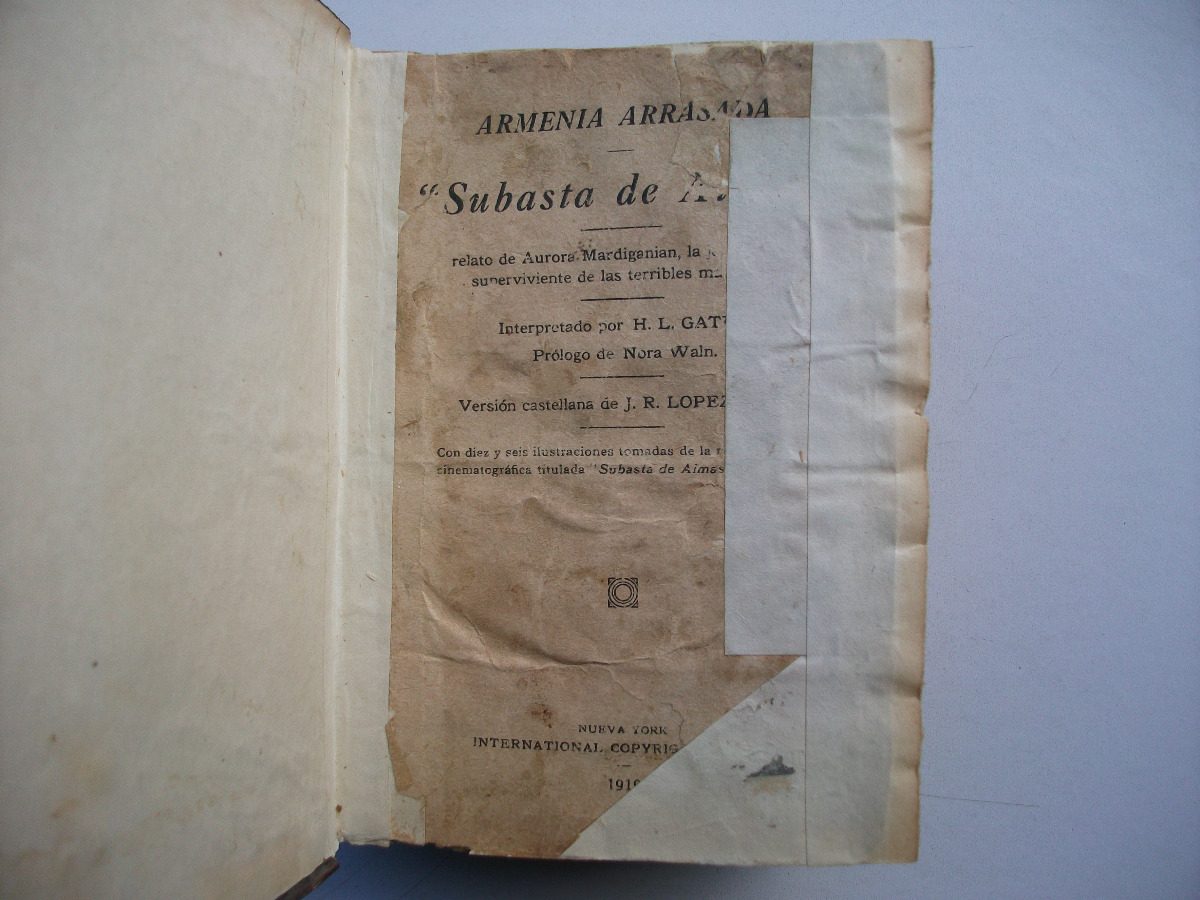 ARMENIA ARRASADA
"Subasta de
relato de Aurora Mardiganian, la
superviviente de las terribles
Interpretado por H. L.
Prólogo de Nora Waln.
Versión castellana de J. R. LOPEZ
Con diez y seis ilustraciones tomadas de la
cinematográfica titulada "Subasta de Almas
NUEVA YORK
INTERNATIONAL
1919